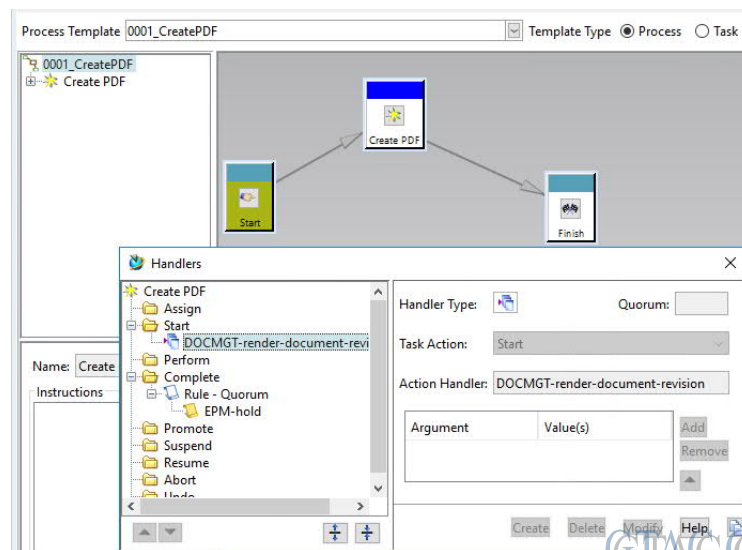 Process Template 0001_CreatePDF Template Type Process Task
0001_CreatePDF
Create PDF
Create PDF
Start
Finish
Handlers
Create PDF
Assign
Start
DOCMGT-render-document-revi
Perform
Complete
Rule - Quorum
EPM-hold
Promote
Suspend
Resume
Abort
Undo
Handler Type: Quorum:
Task Action: Start
Action Handler: DOCMGT-render-document-revision
Argument Value(s)
Add
Remove
Name: Create
Instructions
Create Delete Modify Help
GTAC